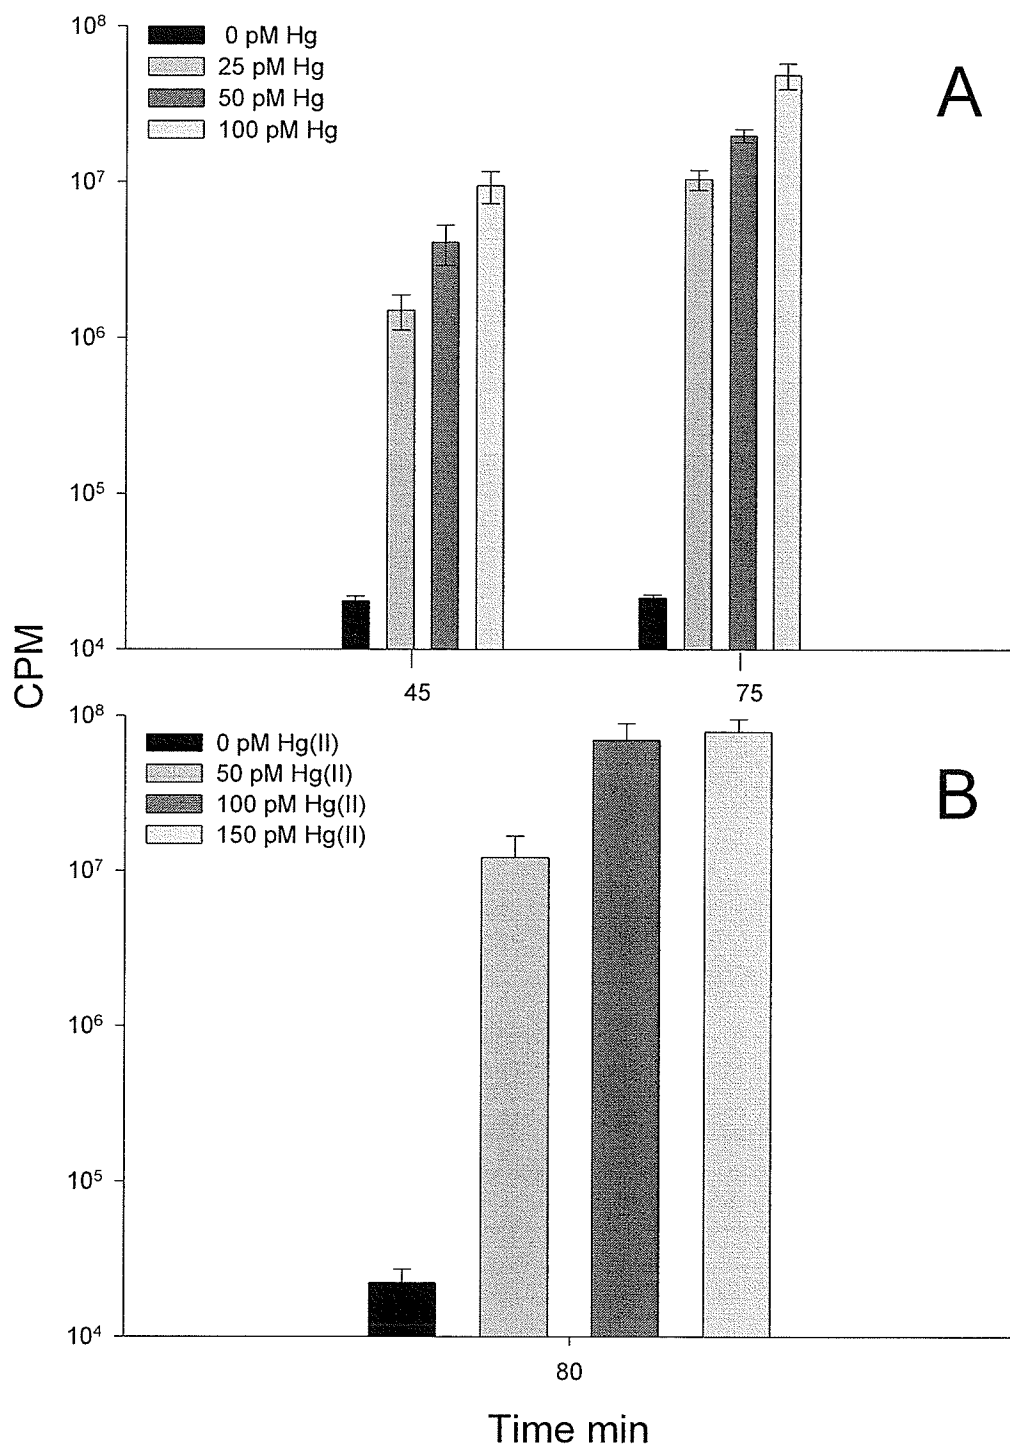 10⁸
0 pM Hg
25 pM Hg
50 pM Hg
100 pM Hg
A
10⁷
10⁶
10⁵
10⁴
45 75
CPM
10⁸
0 pM Hg(II)
50 pM Hg(II)
100 pM Hg(II)
150 pM Hg(II)
B
10⁷
10⁶
10⁵
10⁴
80
Time min